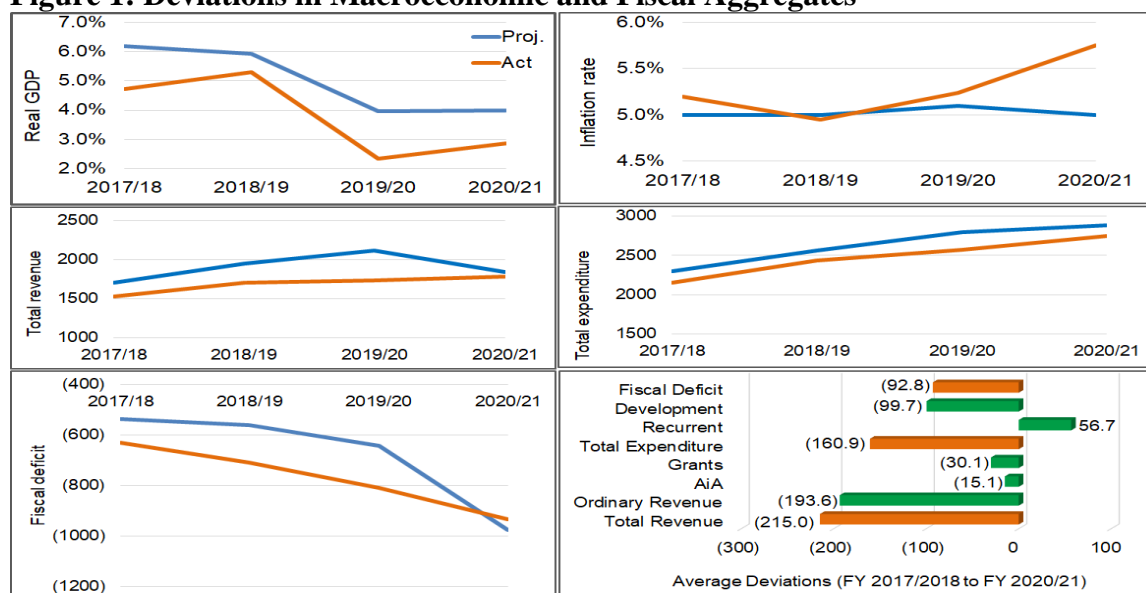 Figure 1: Deviations in Macroeconomic and Fiscal Aggregates
7.0%
6.0%
5.0%
4.0%
3.0%
2.0%
Real GDP
Proj.
Act
2017/18 2018/19 2019/20 2020/21
6.0%
5.5%
5.0%
4.5%
Inflation rate
2017/18 2018/19 2019/20 2020/21
2500
2000
1500
1000
Total revenue
2017/18 2018/19 2019/20 2020/21
3000
2500
2000
1500
Total expenditure
2017/18 2018/19 2019/20 2020/21
(400)
(600)
(800)
(1000)
(1200)
Fiscal deficit
2017/18 2018/19 2019/20 2020/21
Fiscal Deficit (92.8)
Development (99.7)
Recurrent 56.7
Total Expenditure (160.9)
Grants (30.1)
AiA (15.1)
Ordinary Revenue (193.6)
Total Revenue (215.0)
(300) (200) (100) 0 100
Average Deviations (FY 2017/2018 to FY 2020/21)